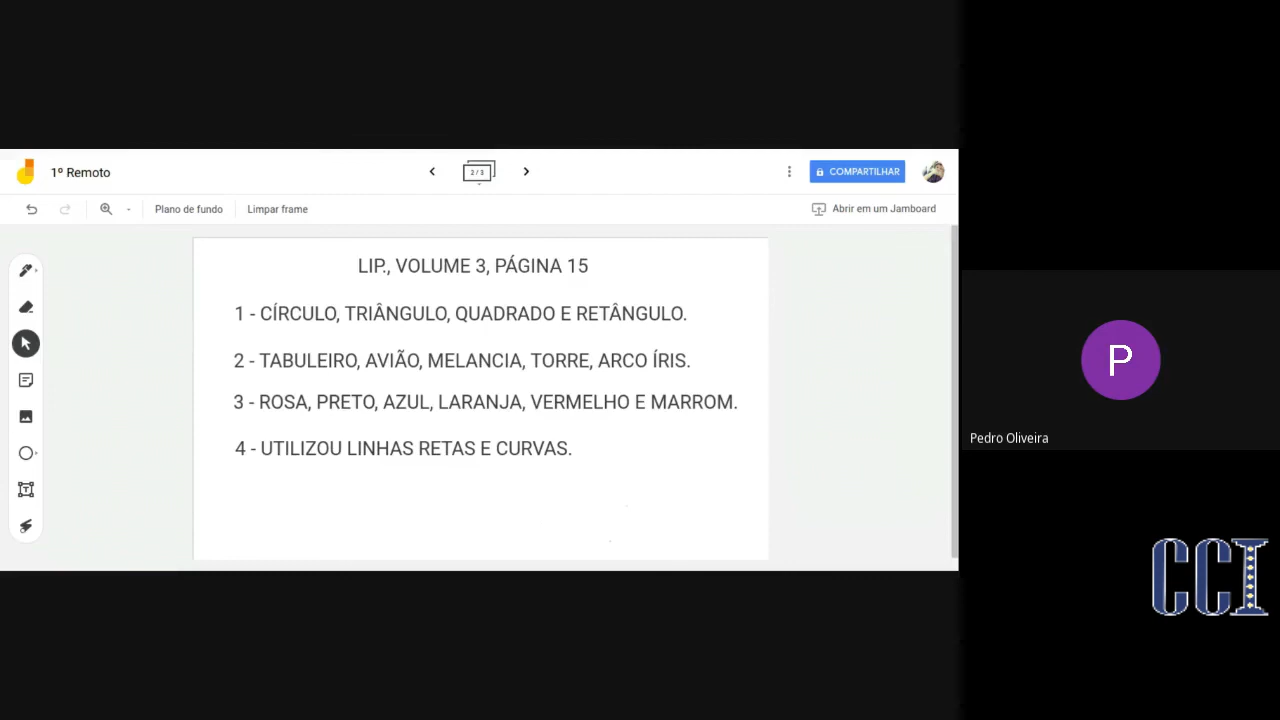 1º Remoto
2 / 3
COMPARTILHAR
Plano de fundo
Limpar frame
Abrir em um Jamboard
LIP., VOLUME 3, PÁGINA 15
1 - CÍRCULO, TRIÂNGULO, QUADRADO E RETÂNGULO.
2 - TABULEIRO, AVIÃO, MELANCIA, TORRE, ARCO ÍRIS.
3 - ROSA, PRETO, AZUL, LARANJA, VERMELHO E MARROM.
4 - UTILIZOU LINHAS RETAS E CURVAS.
P
Pedro Oliveira
CCI